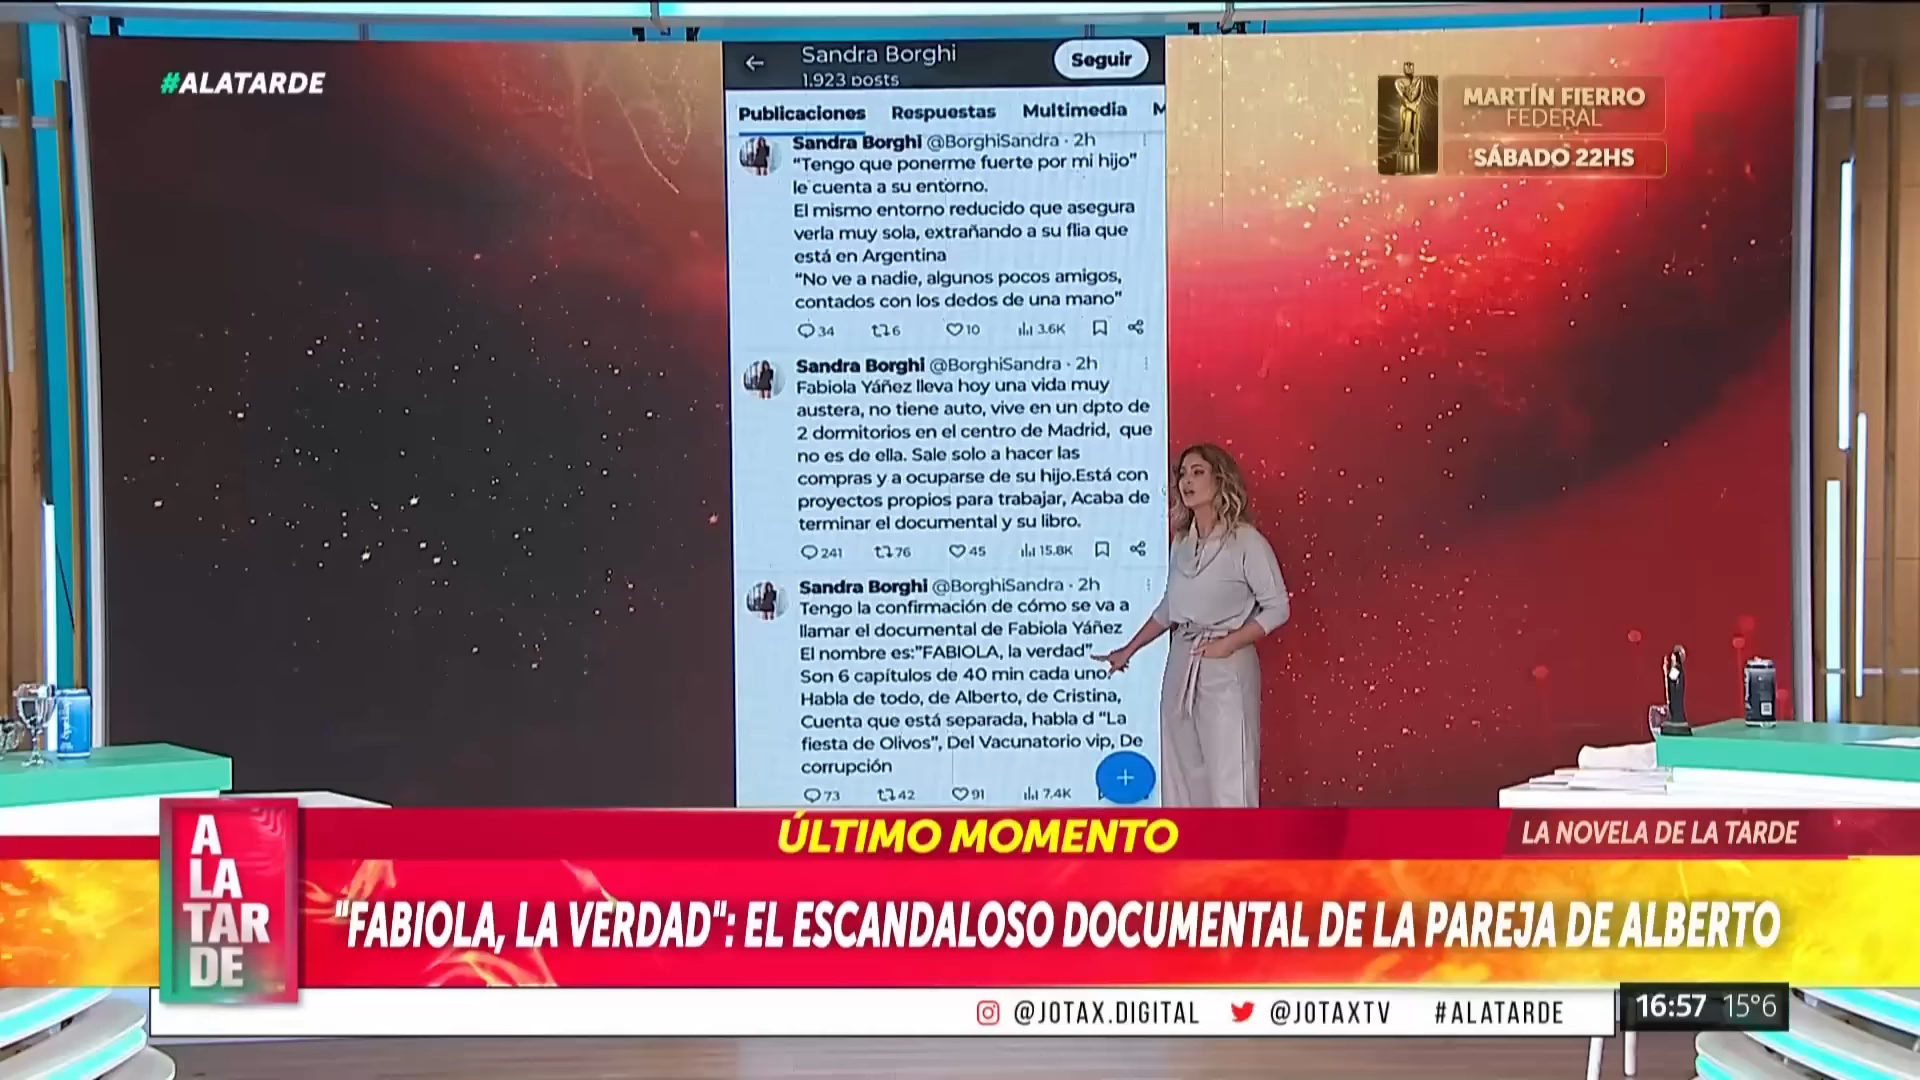 #ALATARDE
Sandra Borghi
1.923 posts
Seguir
Publicaciones Respuestas Multimedia M
Sandra Borghi @BorghiSandra · 2h
"Tengo que ponerme fuerte por mi hijo"
le cuenta a su entorno.
El mismo entorno reducido que asegura
verla muy sola, extrañando a su flia que
está en Argentina
"No ve a nadie, algunos pocos amigos,
contados con los dedos de una mano"
34 6 10 3.6K
Sandra Borghi @BorghiSandra · 2h
Fabiola Yáñez lleva hoy una vida muy
austera, no tiene auto, vive en un dpto de
2 dormitorios en el centro de Madrid, que
no es de ella. Sale solo a hacer las
compras y a ocuparse de su hijo.Está con
proyectos propios para trabajar, Acaba de
terminar el documental y su libro.
241 76 45 15.8K
Sandra Borghi @BorghiSandra · 2h
Tengo la confirmación de cómo se va a
llamar el documental de Fabiola Yáñez
El nombre es:"FABIOLA, la verdad"
Son 6 capítulos de 40 min cada uno.
Habla de todo, de Alberto, de Cristina,
Cuenta que está separada, habla d "La
fiesta de Olivos", Del Vacunatorio vip, De
corrupción
73 42 91 7.4K
MARTÍN FIERRO
FEDERAL
SÁBADO 22HS
ÚLTIMO MOMENTO
LA NOVELA DE LA TARDE
A
LA
TAR
DE
"FABIOLA, LA VERDAD": EL ESCANDALOSO DOCUMENTAL DE LA PAREJA DE ALBERTO
@JOTAX.DIGITAL @JOTAXTV #ALATARDE
16:57 15°6